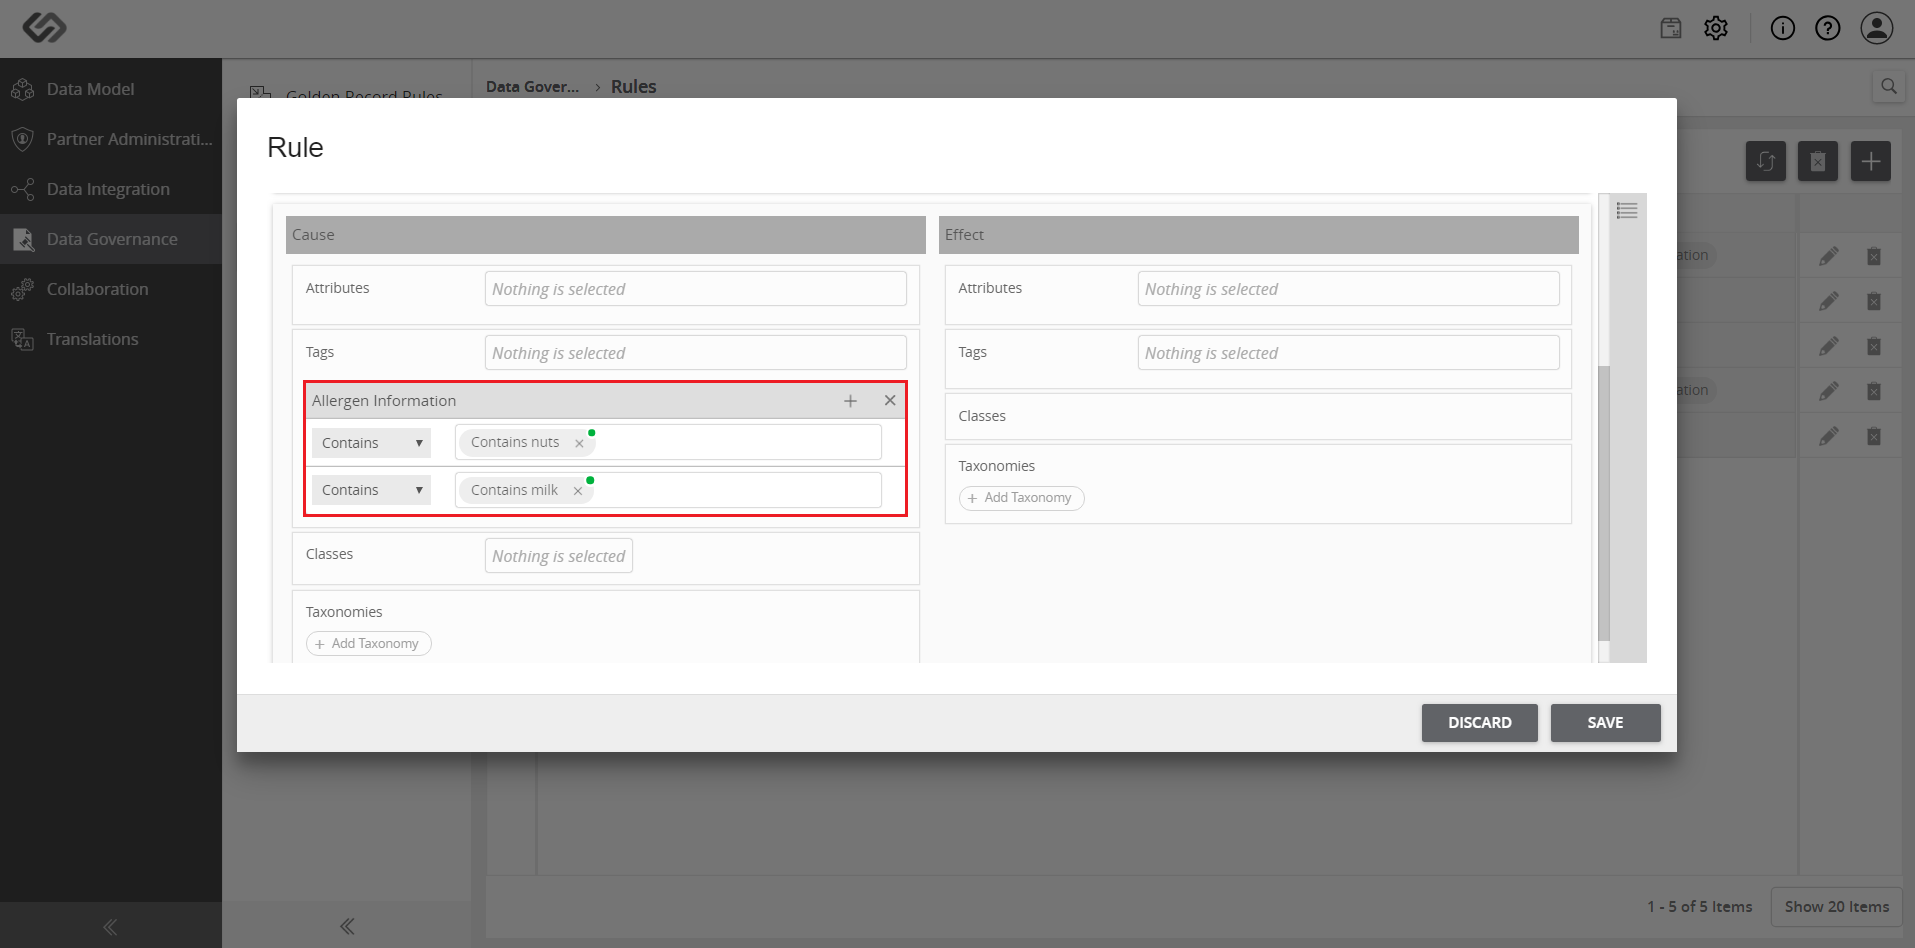 Data Model
Partner Administrati...
Data Integration
Data Governance
Collaboration
Translations
Golden Record Rules
Data Gover... > Rules
Rule
Cause
Attributes
Nothing is selected
Tags
Nothing is selected
Allergen Information
Contains
Contains nuts
Contains
Contains milk
Classes
Nothing is selected
Taxonomies
+ Add Taxonomy
Effect
Attributes
Nothing is selected
Tags
Nothing is selected
Classes
Taxonomies
+ Add Taxonomy
ation
ation
DISCARD
SAVE
1 - 5 of 5 Items
Show 20 Items